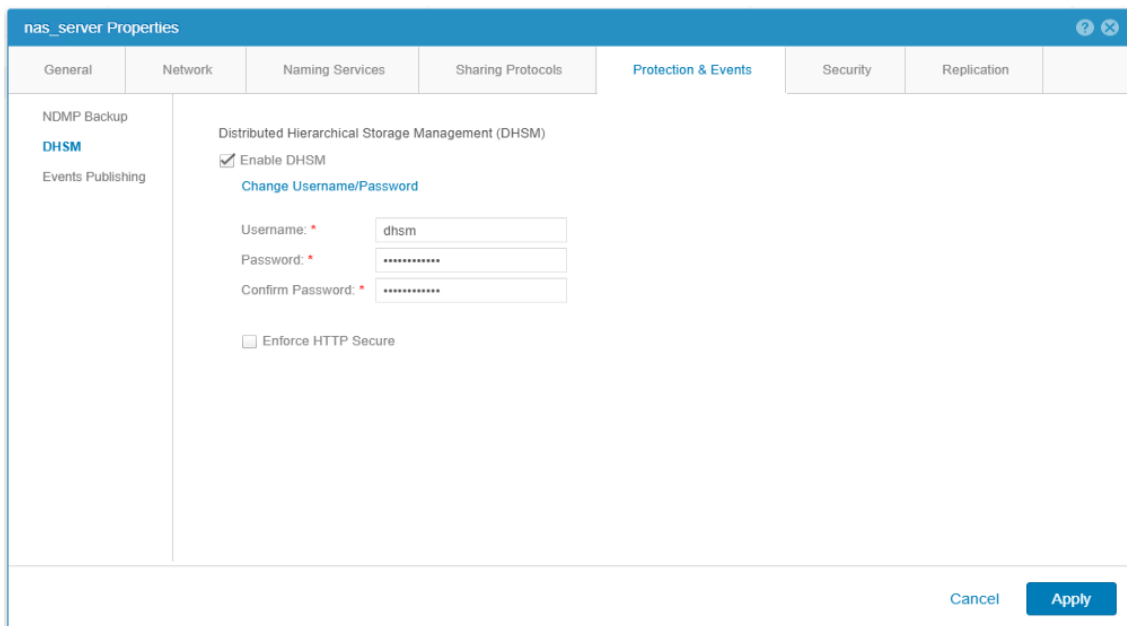 nas_server Properties
General Network Naming Services Sharing Protocols Protection & Events Security Replication
NDMP Backup
DHSM
Events Publishing
Distributed Hierarchical Storage Management (DHSM)
Enable DHSM
Change Username/Password
Username: * dhsm
Password: * ••••••••••••
Confirm Password: * ••••••••••••
Enforce HTTP Secure
Cancel Apply